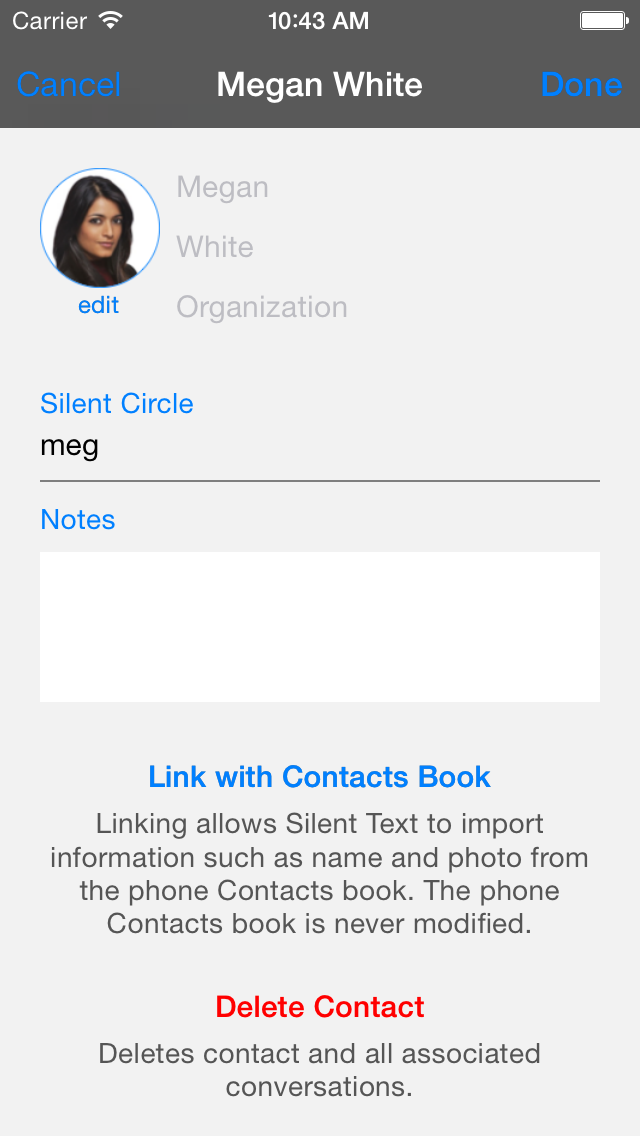 Carrier 10:43 AM
Cancel Megan White Done
Megan
White
edit
Organization
Silent Circle
meg
Notes
Link with Contacts Book
Linking allows Silent Text to import
information such as name and photo from
the phone Contacts book. The phone
Contacts book is never modified.
Delete Contact
Deletes contact and all associated
conversations.